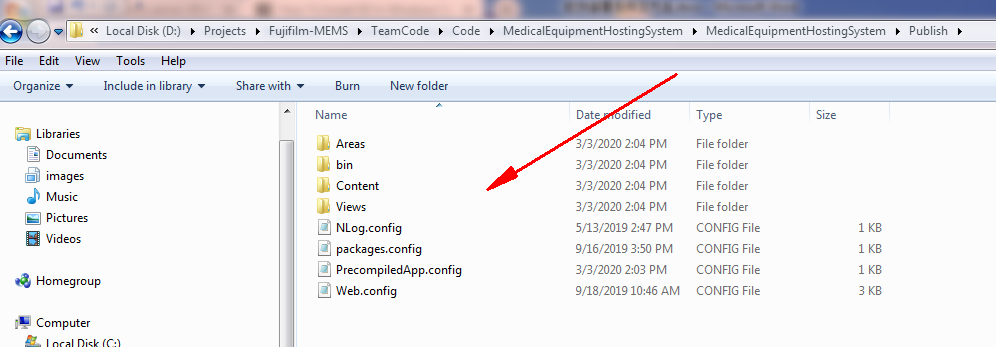 « Local Disk (D:) ▸ Projects ▸ Fujifilm-MEMS ▸ TeamCode ▸ Code ▸ MedicalEquipmentHostingSystem ▸ MedicalEquipmentHostingSystem ▸ Publish ▸
File Edit View Tools Help
Organize Include in library Share with Burn New folder
Name Date modified Type Size
Libraries
Documents
images
Music
Pictures
Videos
Homegroup
Computer
Local Disk (C:)
Areas 3/3/2020 2:04 PM File folder
bin 3/3/2020 2:04 PM File folder
Content 3/3/2020 2:04 PM File folder
Views 3/3/2020 2:04 PM File folder
NLog.config 5/13/2019 2:47 PM CONFIG File 1 KB
packages.config 9/16/2019 3:50 PM CONFIG File 1 KB
PrecompiledApp.config 3/3/2020 2:03 PM CONFIG File 1 KB
Web.config 9/18/2019 10:46 AM CONFIG File 3 KB